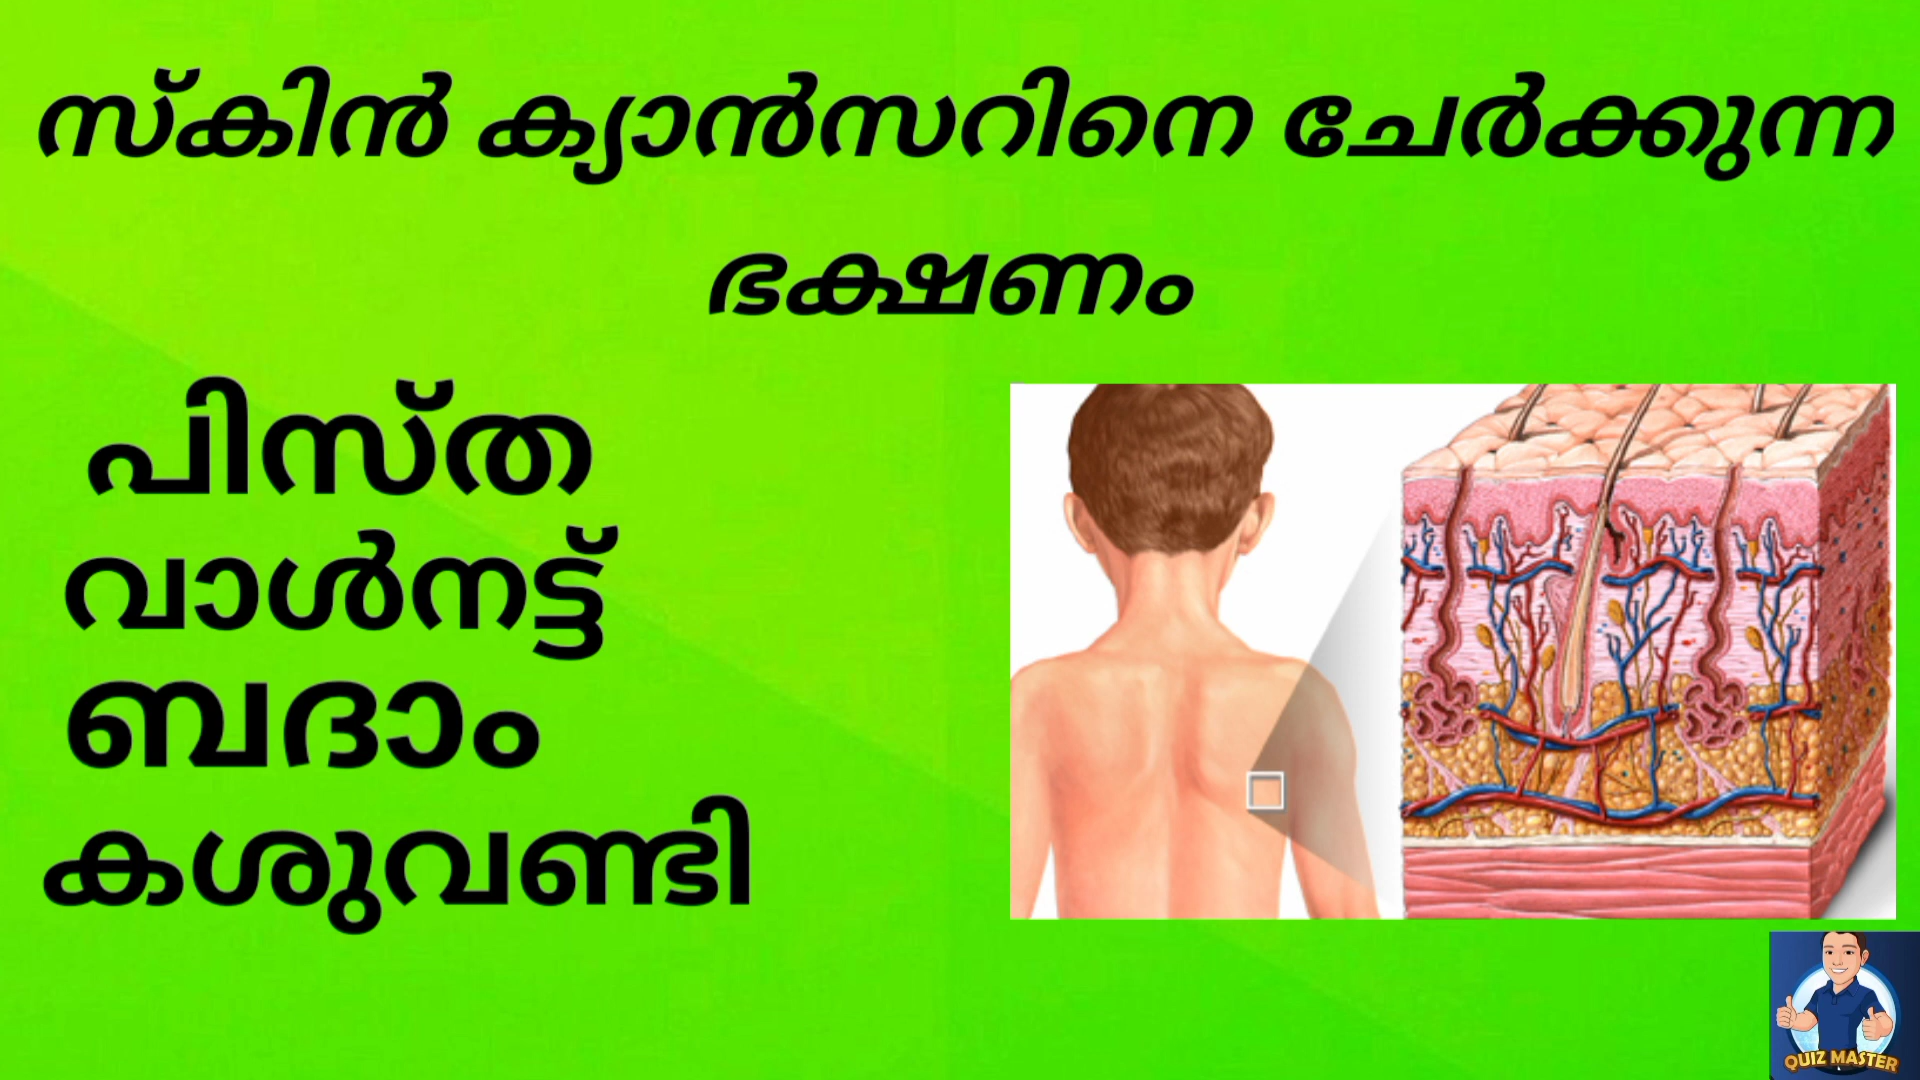 സ്കിൻ ക്യാൻസറിനെ ചേർക്കുന്ന
ഭക്ഷണം
പിസ്ത
വാൾനട്ട്
ബദാം
കശുവണ്ടി
QUIZ MASTER